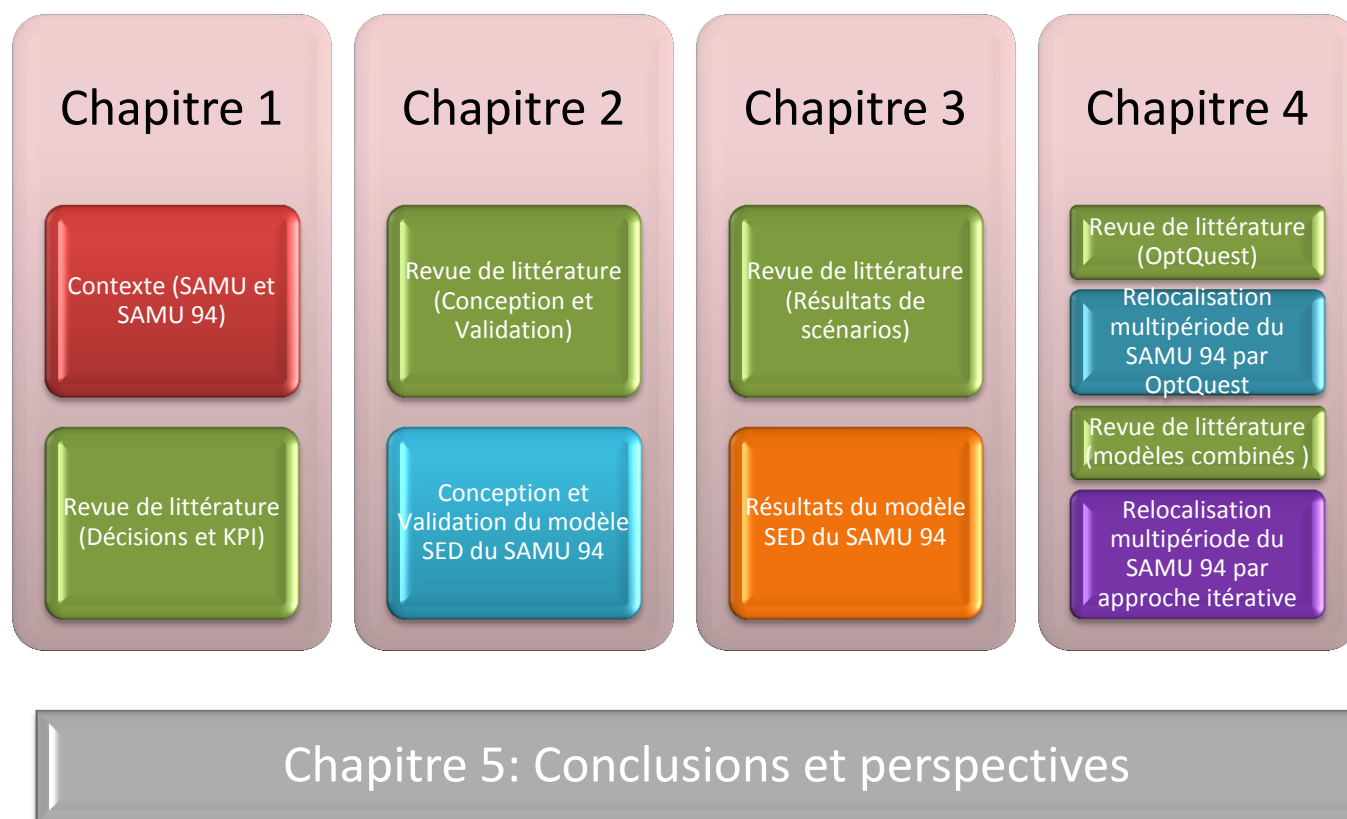 Chapitre 1
Contexte (SAMU et
SAMU 94)
Revue de littérature
(Décisions et KPI)
Chapitre 2
Revue de littérature
(Conception et
Validation)
Conception et
Validation du modèle
SED du SAMU 94
Chapitre 3
Revue de littérature
(Résultats de
scénarios)
Résultats du modèle
SED du SAMU 94
Chapitre 4
Revue de littérature
(OptQuest)
Relocalisation
multipériode du
SAMU 94 par
OptQuest
Revue de littérature
(modèles combinés )
Relocalisation
multipériode du
SAMU 94 par
approche itérative
Chapitre 5: Conclusions et perspectives